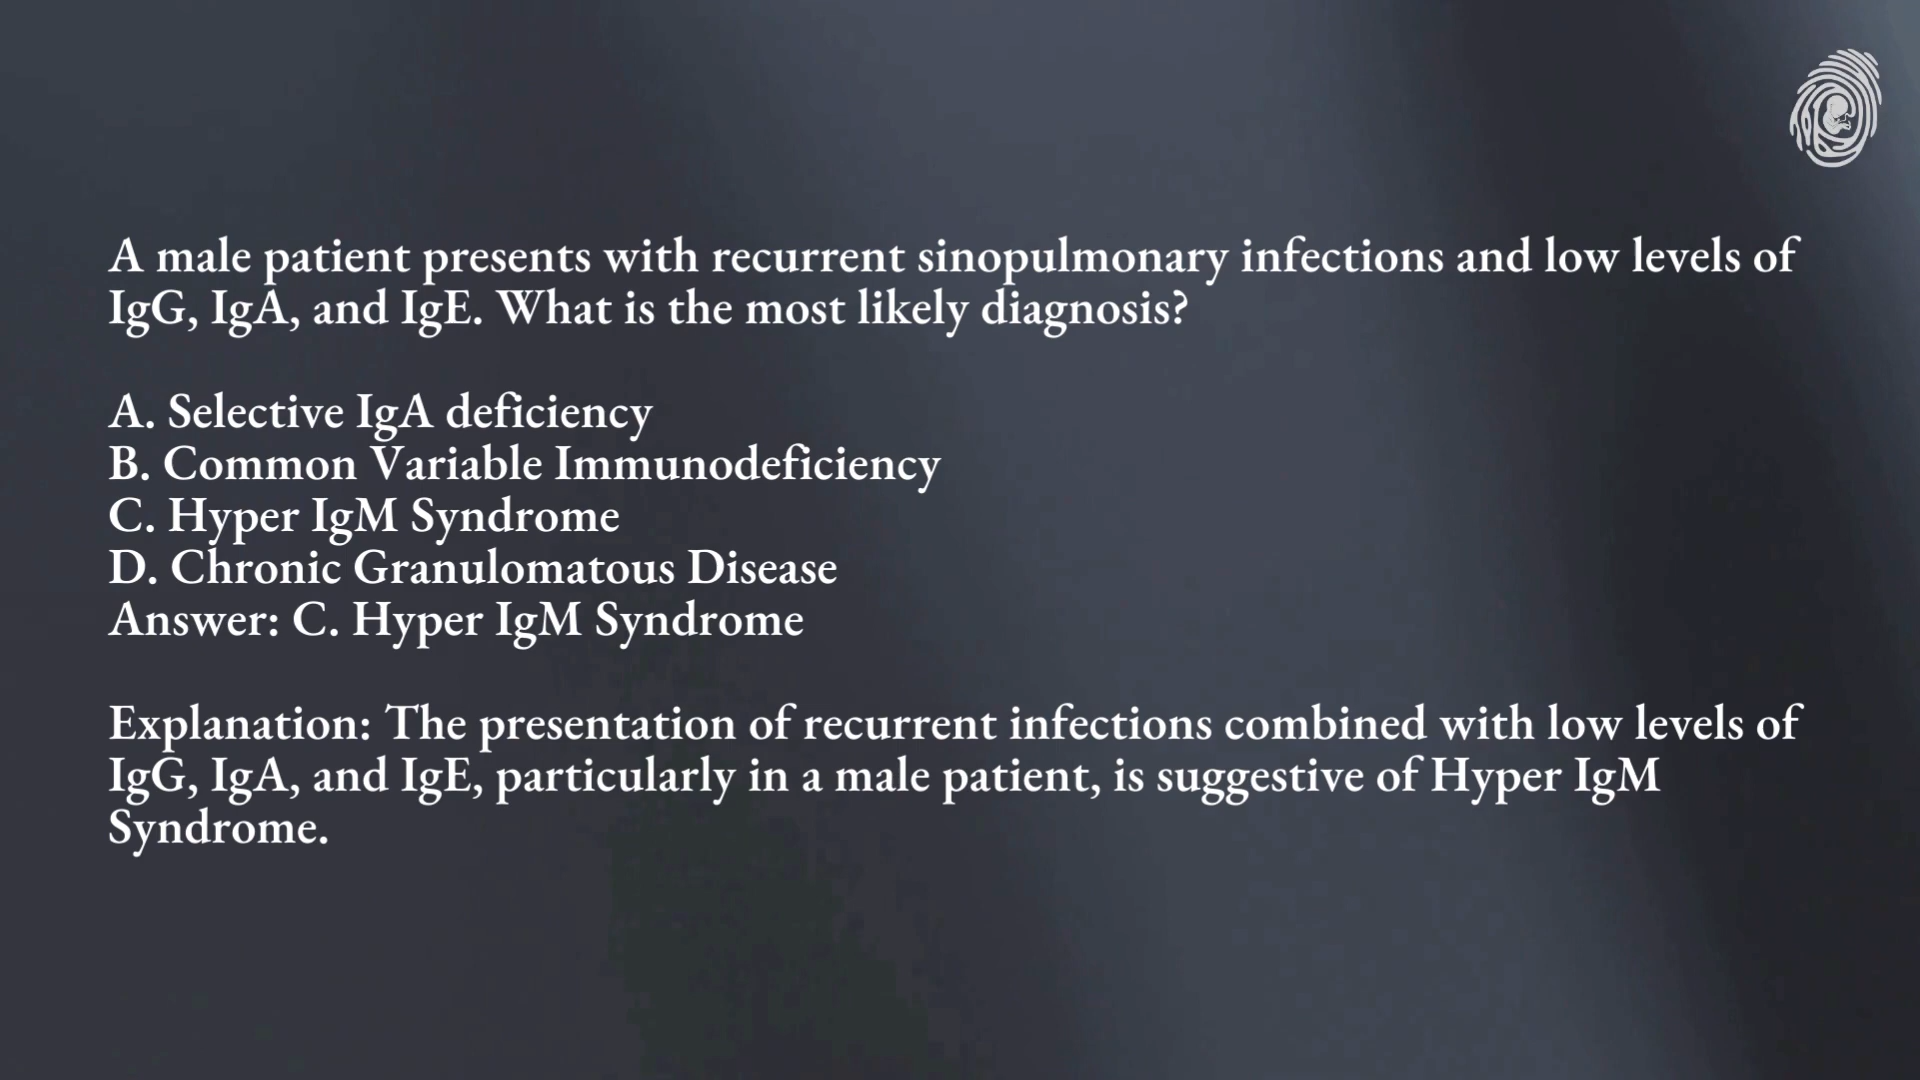 A male patient presents with recurrent sinopulmonary infections and low levels of
IgG, IgA, and IgE. What is the most likely diagnosis?
A. Selective IgA deficiency
B. Common Variable Immunodeficiency
C. Hyper IgM Syndrome
D. Chronic Granulomatous Disease
Answer: C. Hyper IgM Syndrome
Explanation: The presentation of recurrent infections combined with low levels of
IgG, IgA, and IgE, particularly in a male patient, is suggestive of Hyper IgM
Syndrome.